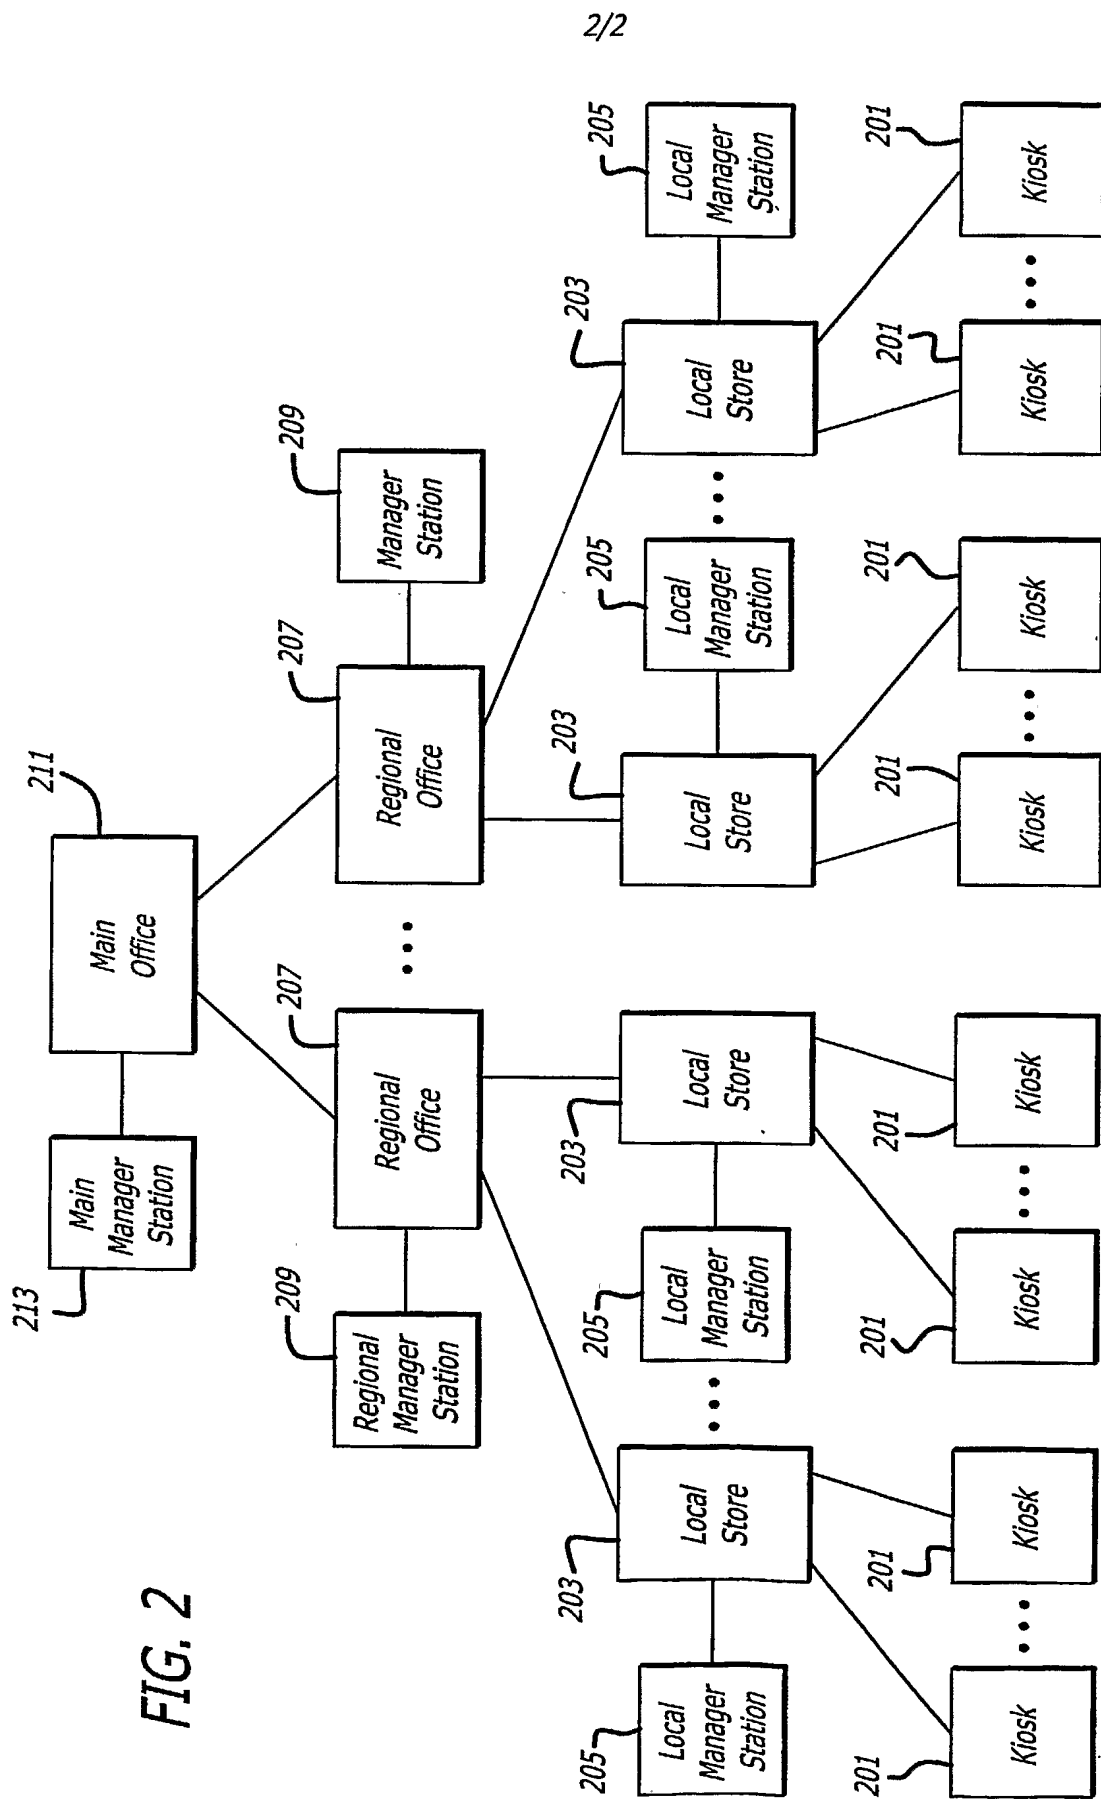 2/2
FIG. 2
213
Main
Manager
Station
211
Main
Office
209
Regional
Manager
Station
207
Regional
Office
207
Regional
Office
209
Manager
Station
205
Local
Manager
Station
203
Local
Store
205
Local
Manager
Station
203
Local
Store
203
Local
Store
205
Local
Manager
Station
203
Local
Store
205
Local
Manager
Station
201
Kiosk
201
Kiosk
201
Kiosk
201
Kiosk
201
Kiosk
201
Kiosk
201
Kiosk
201
Kiosk